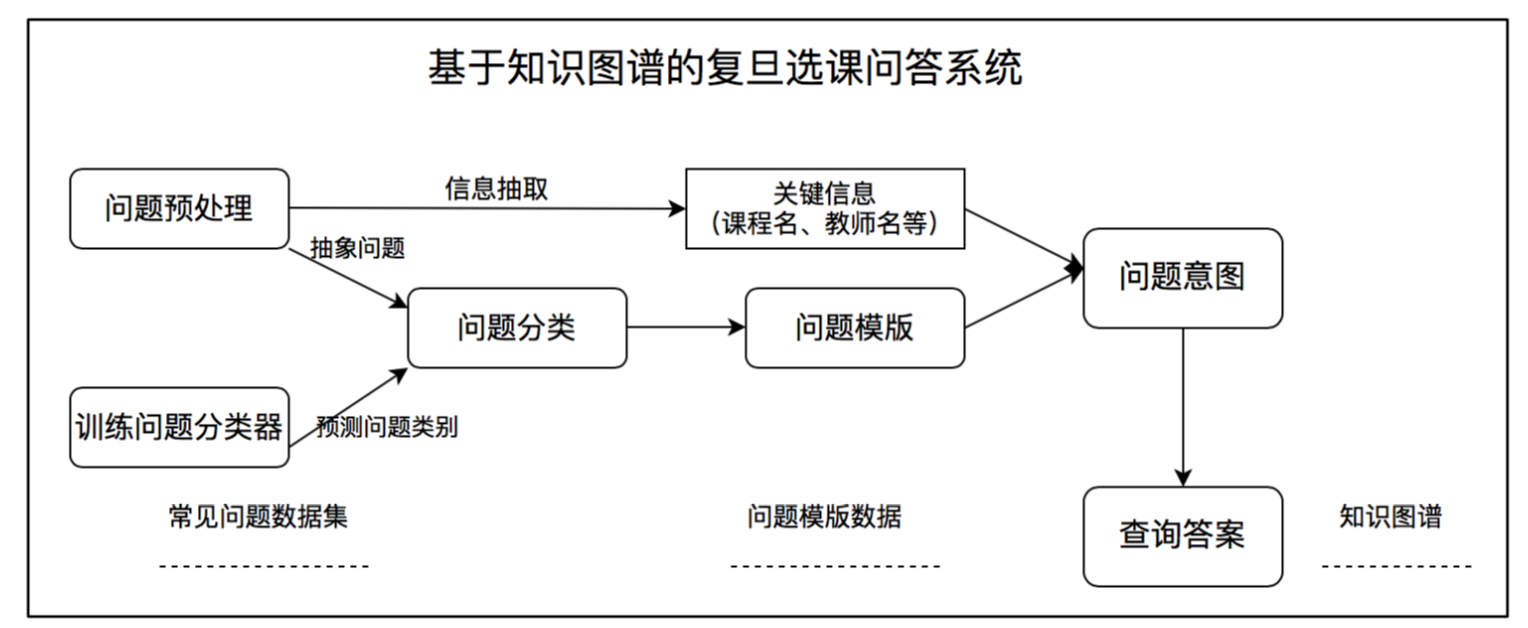 基于知识图谱的复旦选课问答系统
问题预处理
信息抽取
关键信息
（课程名、教师名等）
抽象问题
问题分类
问题模版
问题意图
训练问题分类器
预测问题类别
常见问题数据集
问题模版数据
查询答案
知识图谱